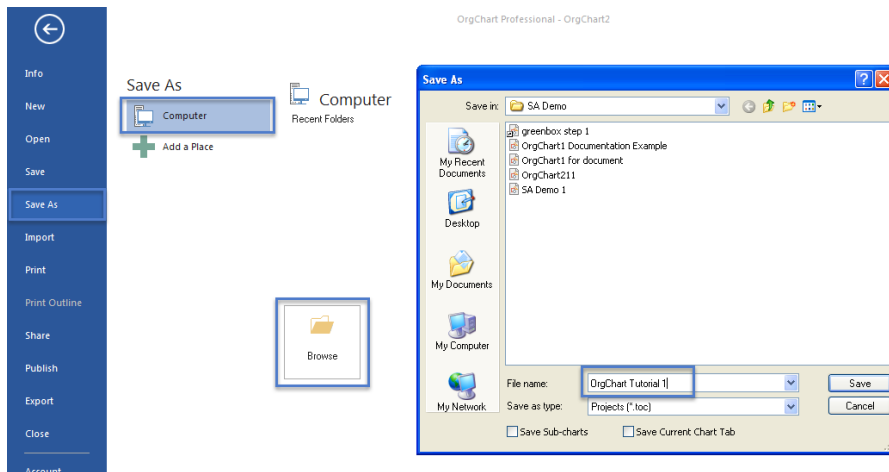 OrgChart Professional - OrgChart2
Info
New
Open
Save
Save As
Import
Print
Print Outline
Share
Publish
Export
Close
Account
Save As
Computer
Add a Place
Computer
Recent Folders
Browse
Save As
Save in:
SA Demo
My Recent
Documents
Desktop
My Documents
My Computer
My Network
greenbox step 1
OrgChart1 Documentation Example
OrgChart1 for document
OrgChart211
SA Demo 1
File name:
OrgChart Tutorial 1
Save
Save as type:
Projects (*.toc)
Cancel
Save Sub-charts
Save Current Chart Tab